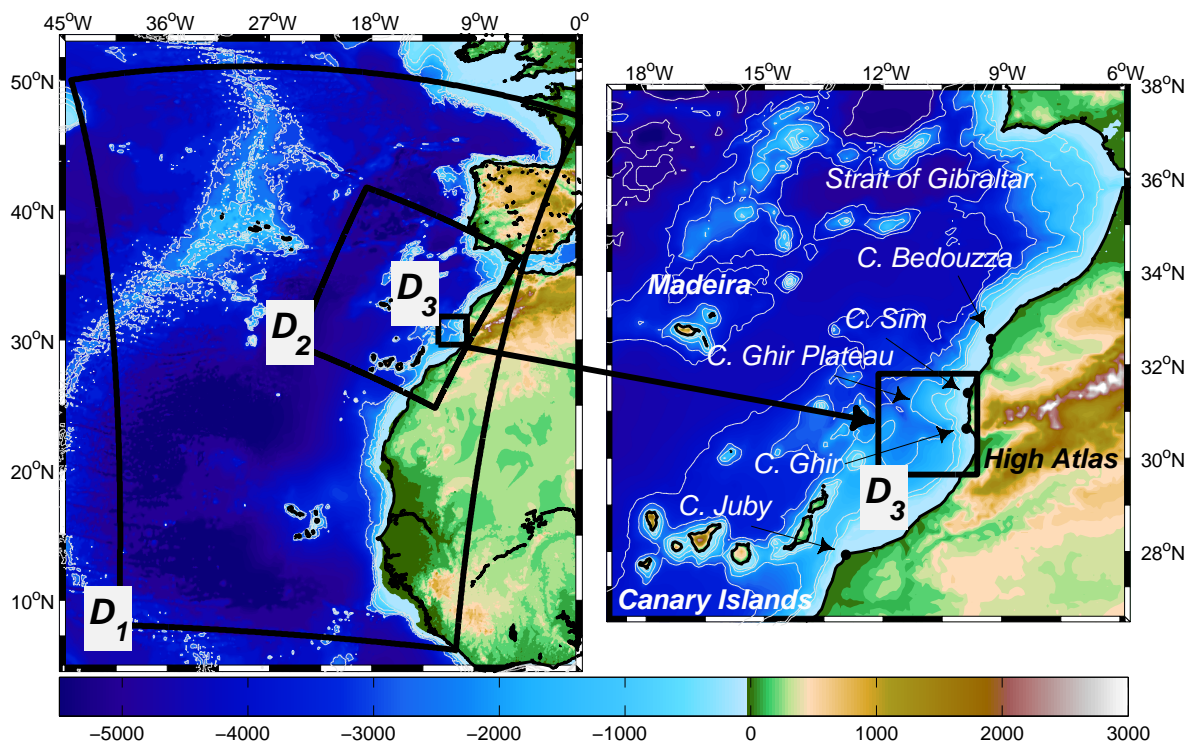 45°W 36°W 27°W 18°W 9°W 0°
50°N
40°N
30°N
20°N
10°N
D1
D2
D3
18°W 15°W 12°W 9°W 6°W
38°N
36°N
34°N
32°N
30°N
28°N
Strait of Gibraltar
C. Bedouzza
Madeira
C. Sim
C. Ghir Plateau
C. Ghir
High Atlas
D3
C. Juby
Canary Islands
−5000 −4000 −3000 −2000 −1000 0 1000 2000 3000